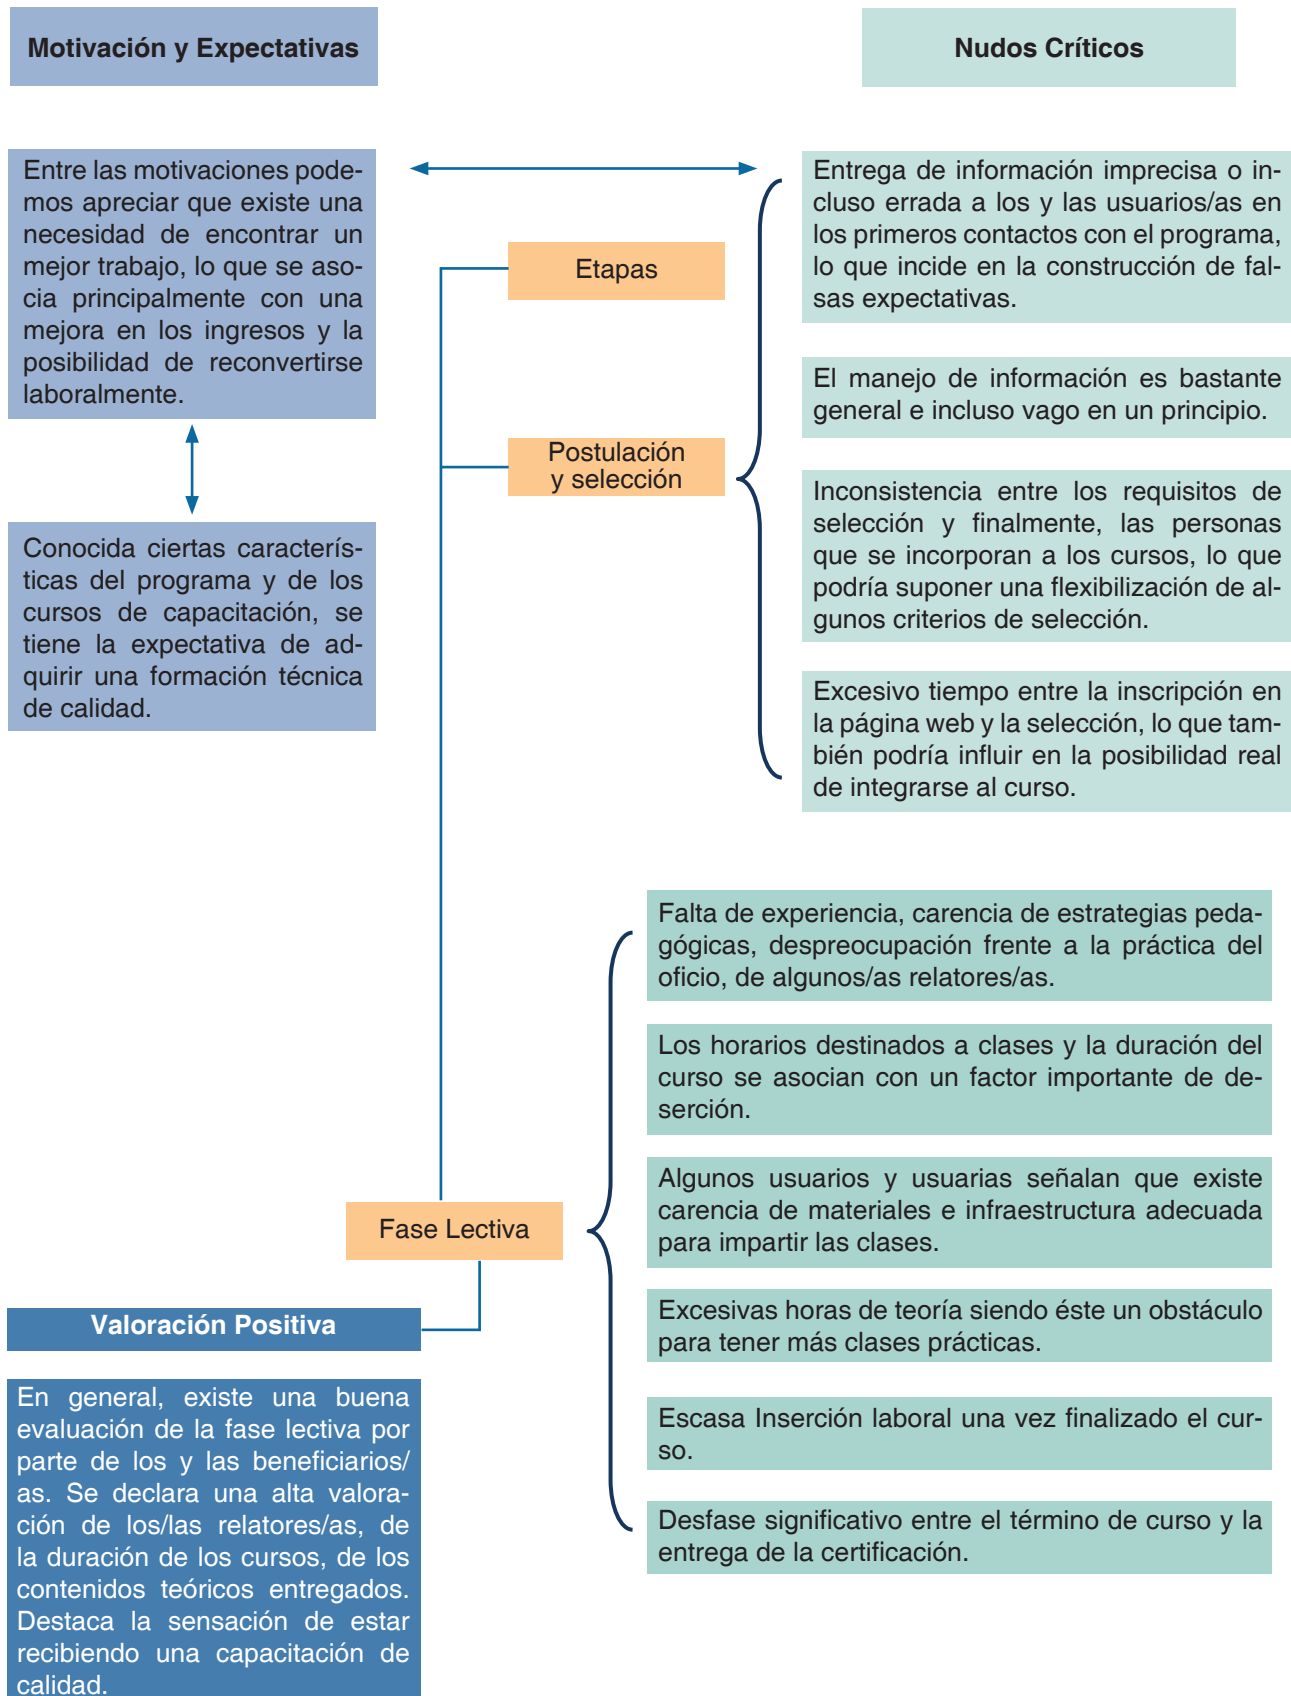 Motivación y Expectativas
Nudos Críticos
Entre las motivaciones pode-
mos apreciar que existe una
necesidad de encontrar un
mejor trabajo, lo que se aso-
cia principalmente con una
mejora en los ingresos y la
posibilidad de reconvertirse
laboralmente.
Conocida ciertas caracterís-
ticas del programa y de los
cursos de capacitación, se
tiene la expectativa de ad-
quirir una formación técnica
de calidad.
Etapas
Postulación
y selección
Entrega de información imprecisa o in-
cluso errada a los y las usuarios/as en
los primeros contactos con el programa,
lo que incide en la construcción de fal-
sas expectativas.
El manejo de información es bastante
general e incluso vago en un principio.
Inconsistencia entre los requisitos de
selección y finalmente, las personas
que se incorporan a los cursos, lo que
podría suponer una flexibilización de al-
gunos criterios de selección.
Excesivo tiempo entre la inscripción en
la página web y la selección, lo que tam-
bién podría influir en la posibilidad real
de integrarse al curso.
Fase Lectiva
Falta de experiencia, carencia de estrategias peda-
gógicas, despreocupación frente a la práctica del
oficio, de algunos/as relatores/as.
Los horarios destinados a clases y la duración del
curso se asocian con un factor importante de de-
serción.
Algunos usuarios y usuarias señalan que existe
carencia de materiales e infraestructura adecuada
para impartir las clases.
Excesivas horas de teoría siendo éste un obstáculo
para tener más clases prácticas.
Escasa Inserción laboral una vez finalizado el cur-
so.
Desfase significativo entre el término de curso y la
entrega de la certificación.
Valoración Positiva
En general, existe una buena
evaluación de la fase lectiva por
parte de los y las beneficiarios/
as. Se declara una alta valora-
ción de los/las relatores/as, de
la duración de los cursos, de los
contenidos teóricos entregados.
Destaca la sensación de estar
recibiendo una capacitación de
calidad.